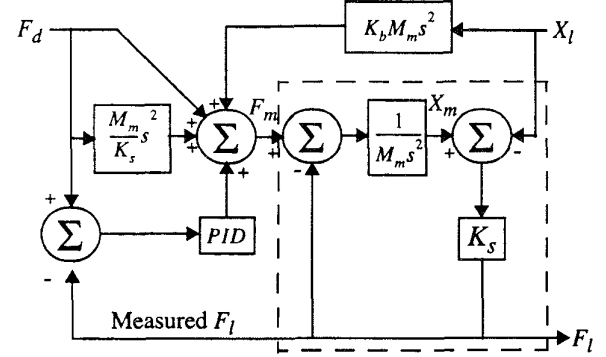 F_d
K_b M_m s^2
X_l
+
+
+
+
+
F_m
M_m/K_s s^2
Σ
+
Σ
1/M_m s^2
X_m
+
Σ
-
-
+
Σ
PID
K_s
-
Measured F_l
F_l